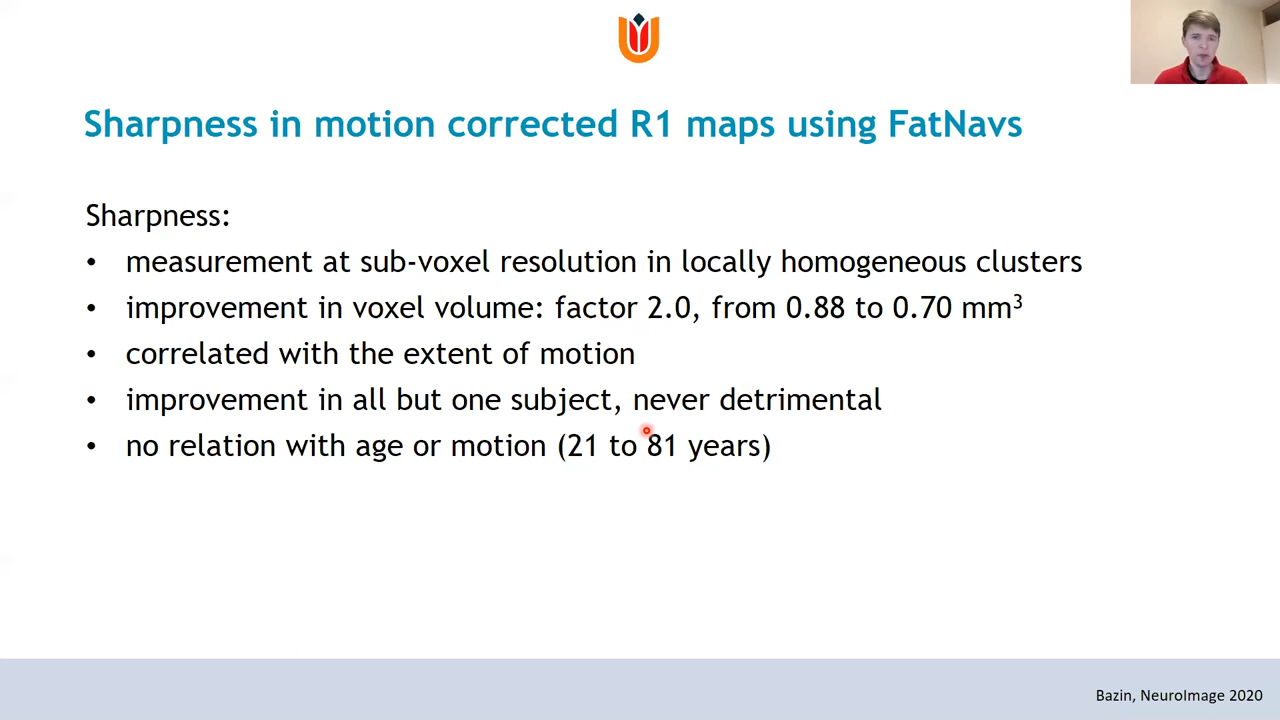 Sharpness in motion corrected R1 maps using FatNavs
Sharpness:
• measurement at sub-voxel resolution in locally homogeneous clusters
• improvement in voxel volume: factor 2.0, from 0.88 to 0.70 mm³
• correlated with the extent of motion
• improvement in all but one subject, never detrimental
• no relation with age or motion (21 to 81 years)
Bazin, NeuroImage 2020